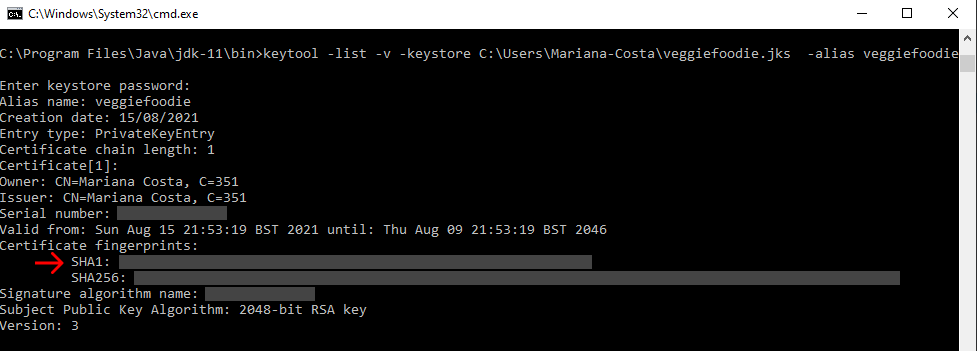 C:\Windows\System32\cmd.exe
C:\Program Files\Java\jdk-11\bin>keytool -list -v -keystore C:\Users\Mariana-Costa\veggiefoodie.jks  -alias veggiefoodie
Enter keystore password:
Alias name: veggiefoodie
Creation date: 15/08/2021
Entry type: PrivateKeyEntry
Certificate chain length: 1
Certificate[1]:
Owner: CN=Mariana Costa, C=351
Issuer: CN=Mariana Costa, C=351
Serial number:
Valid from: Sun Aug 15 21:53:19 BST 2021 until: Thu Aug 09 21:53:19 BST 2046
Certificate fingerprints:
SHA1:
SHA256:
Signature algorithm name:
Subject Public Key Algorithm: 2048-bit RSA key
Version: 3